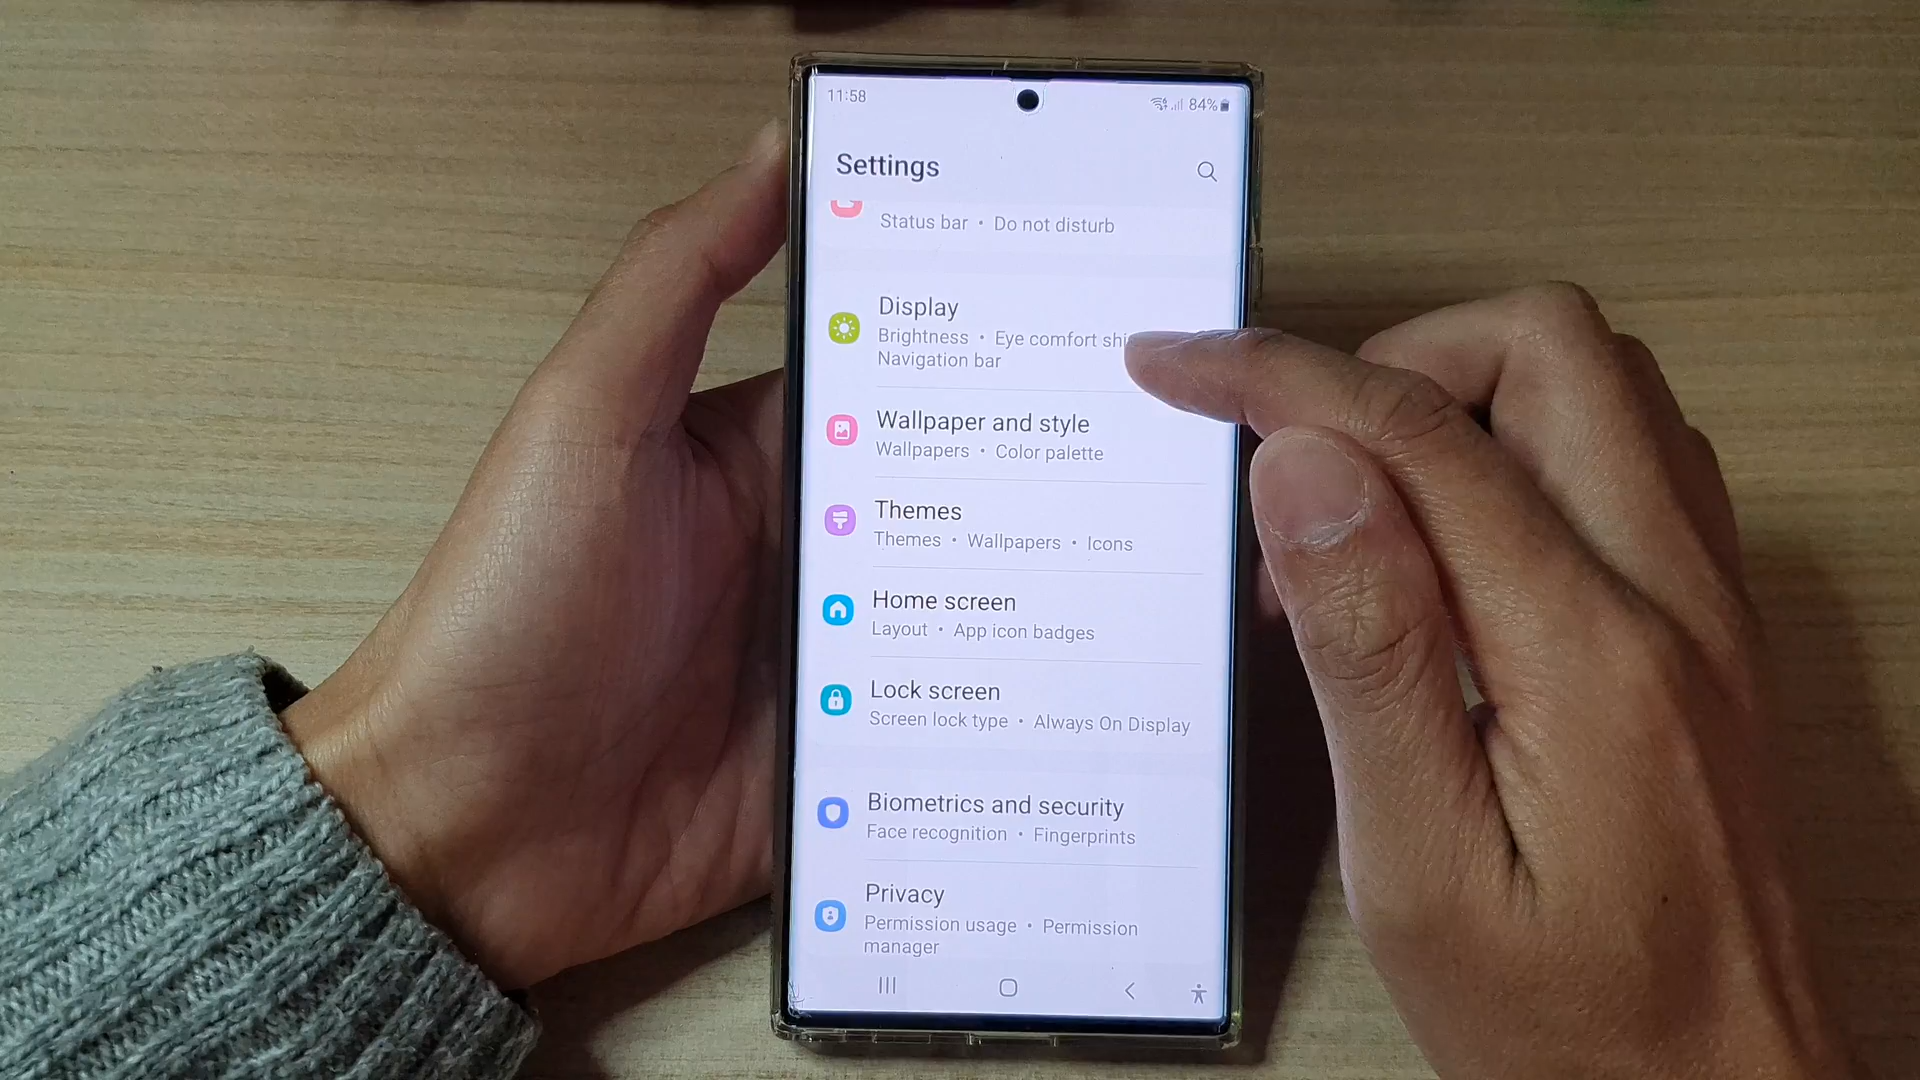 11:58
84%
Settings
Status bar • Do not disturb
Display
Brightness • Eye comfort
Navigation bar
Wallpaper and style
Wallpapers • Color palette
Themes
Themes • Wallpapers • Icons
Home screen
Layout • App icon badges
Lock screen
Screen lock type • Always On Display
Biometrics and security
Face recognition • Fingerprints
Privacy
Permission usage • Permission
manager